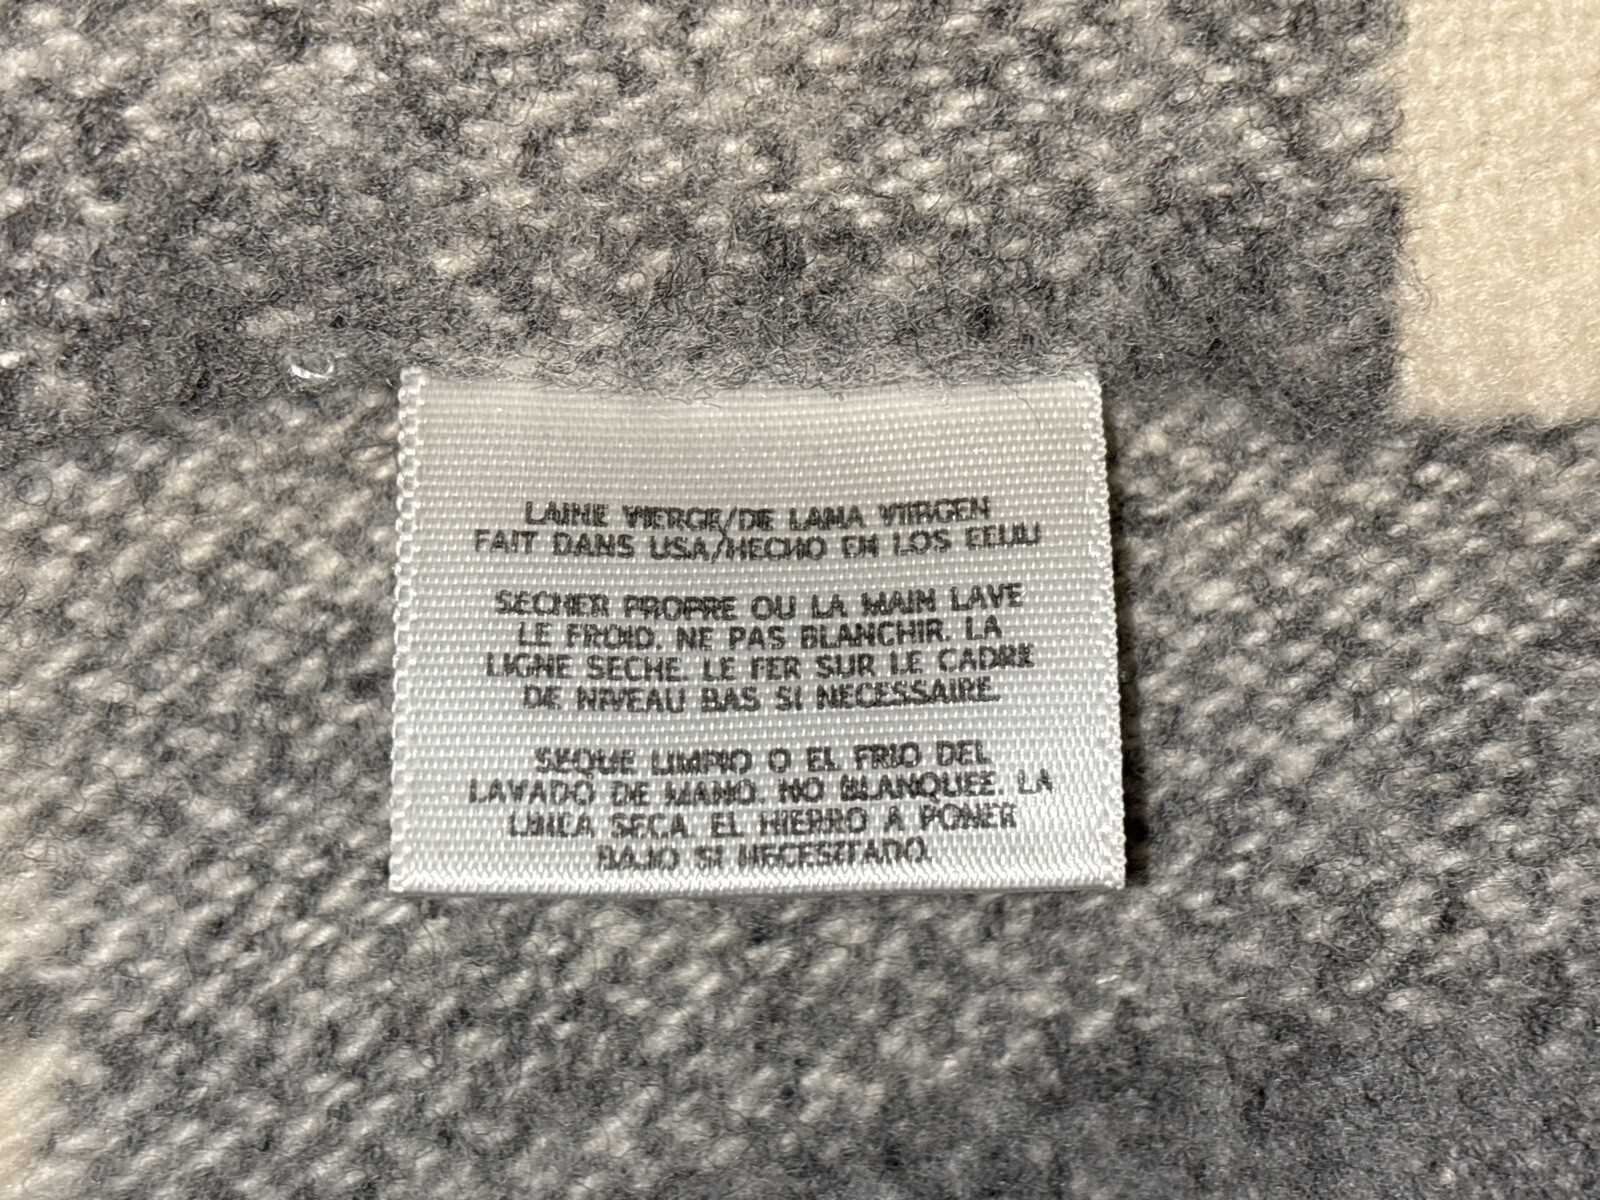 LAINE VIERGE/DE LANA VIIRGEN
FAIT DANS USA/HECHO EN LOS EEUU
SECHER PROPRE OU LA MAIN LAVE
LE FROID. NE PAS BLANCHIR. LA
LIGNE SECHE. LE FER SUR LE CADRE
DE NIVEAU BAS SI NECESSAIRE.
SEQUE LIMPIO O EL FRIO DEL
LAVADO DE MANO. NO BLANQUEE. LA
LINEA SECA. EL HIERRO A PONER
BAJO SI NECESITADO.